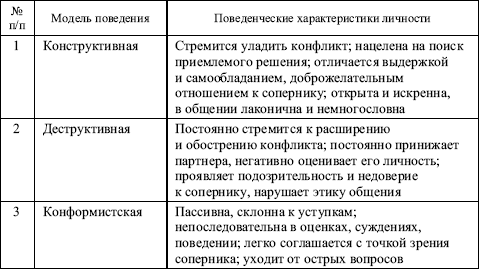 № п/п Модель поведения Поведенческие характеристики личности
1 Конструктивная Стремится уладить конфликт; нацелена на поиск
приемлемого решения; отличается выдержкой
и самообладанием, доброжелательным
отношением к сопернику; открыта и искренна,
в общении лаконична и немногословна
2 Деструктивная Постоянно стремится к расширению
и обострению конфликта; постоянно принижает
партнера, негативно оценивает его личность;
проявляет подозрительность и недоверие
к сопернику, нарушает этику общения
3 Конформистская Пассивна, склонна к уступкам;
непоследовательна в оценках, суждениях,
поведении; легко соглашается с точкой зрения
соперника; уходит от острых вопросов